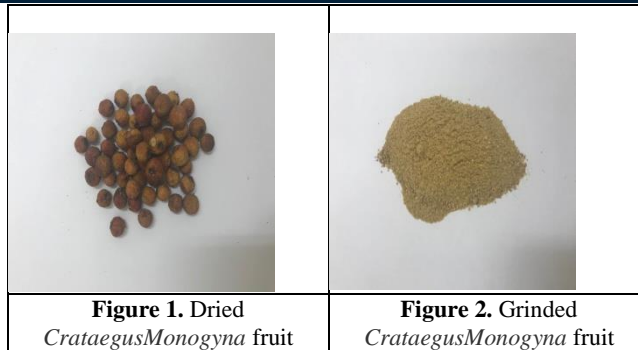 Figure 1. Dried
CrataegusMonogyna fruit
Figure 2. Grinded
CrataegusMonogyna fruit